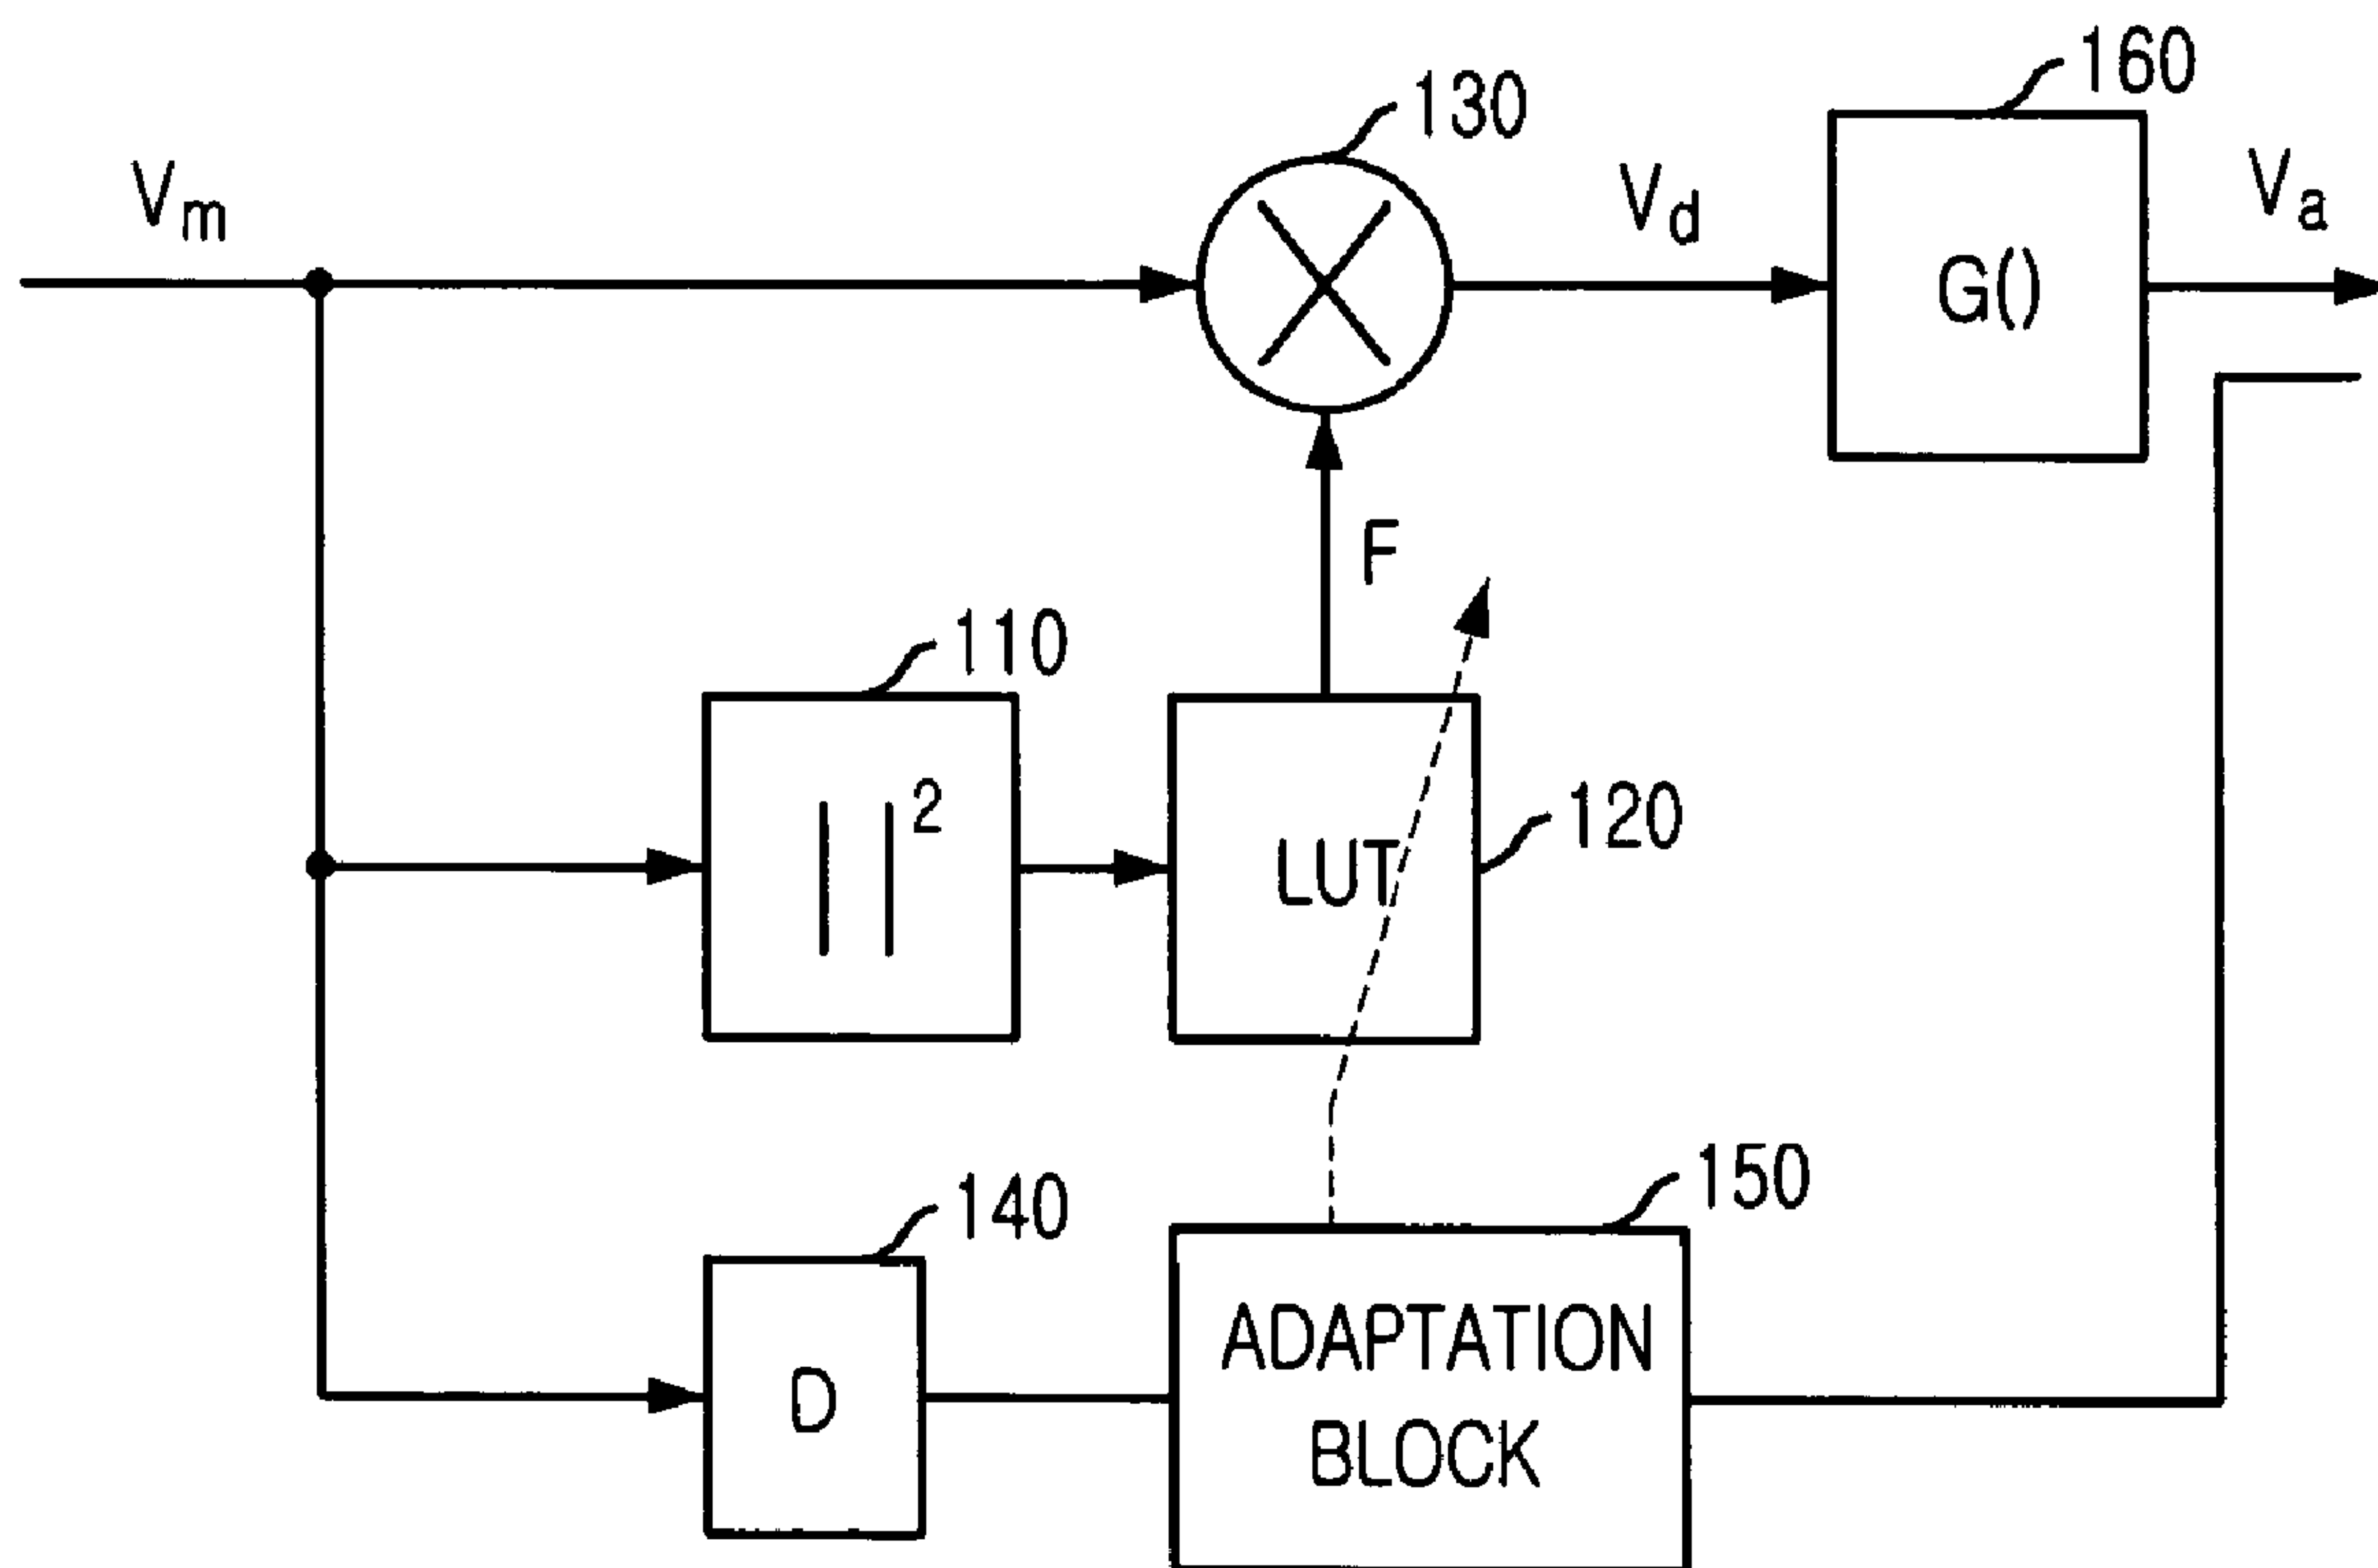 160
130
Vm
Vd
Va
G()
F
110
| |2
LUT
120
150
140
ADAPTATION
BLOCK
D